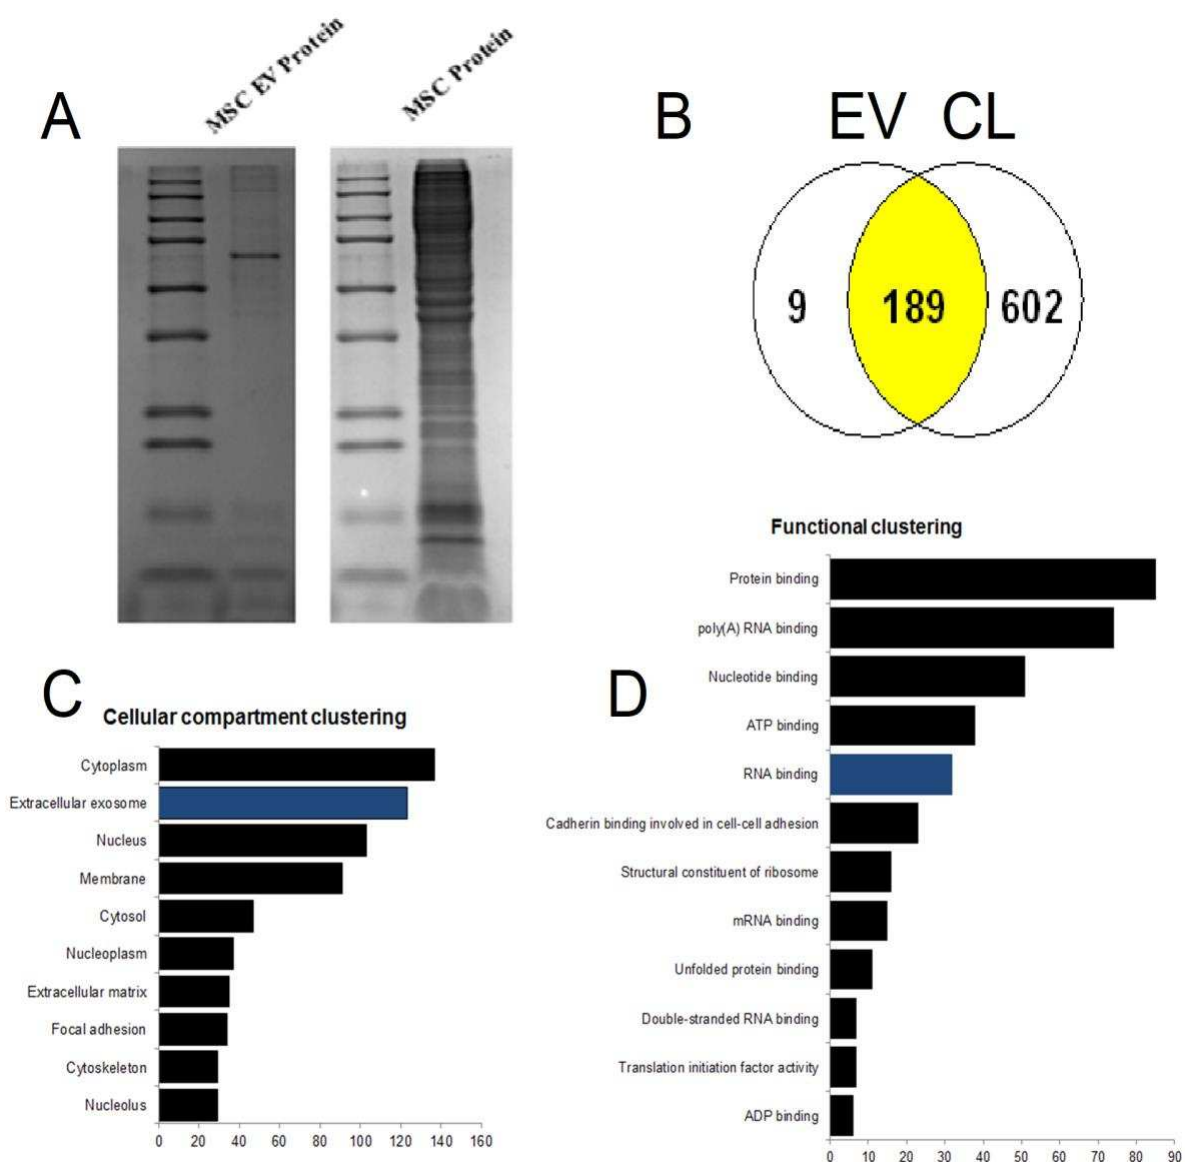 A
MSC EV Protein
MSC Protein
B
EV CL
9 189 602
C
Cellular compartment clustering
Cytoplasm
Extracellular exosome
Nucleus
Membrane
Cytosol
Nucleoplasm
Extracellular matrix
Focal adhesion
Cytoskeleton
Nucleolus
0 20 40 60 80 100 120 140 160
D
Functional clustering
Protein binding
poly(A) RNA binding
Nucleotide binding
ATP binding
RNA binding
Cadherin binding involved in cell-cell adhesion
Structural constituent of ribosome
mRNA binding
Unfolded protein binding
Double-stranded RNA binding
Translation initiation factor activity
ADP binding
0 10 20 30 40 50 60 70 80 90